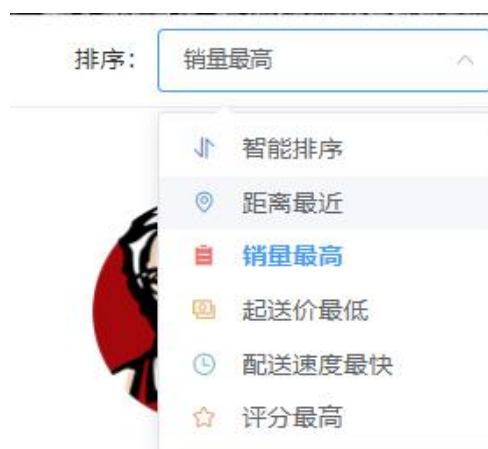 排序： 销量最高
智能排序
距离最近
销量最高
起送价最低
配送速度最快
评分最高